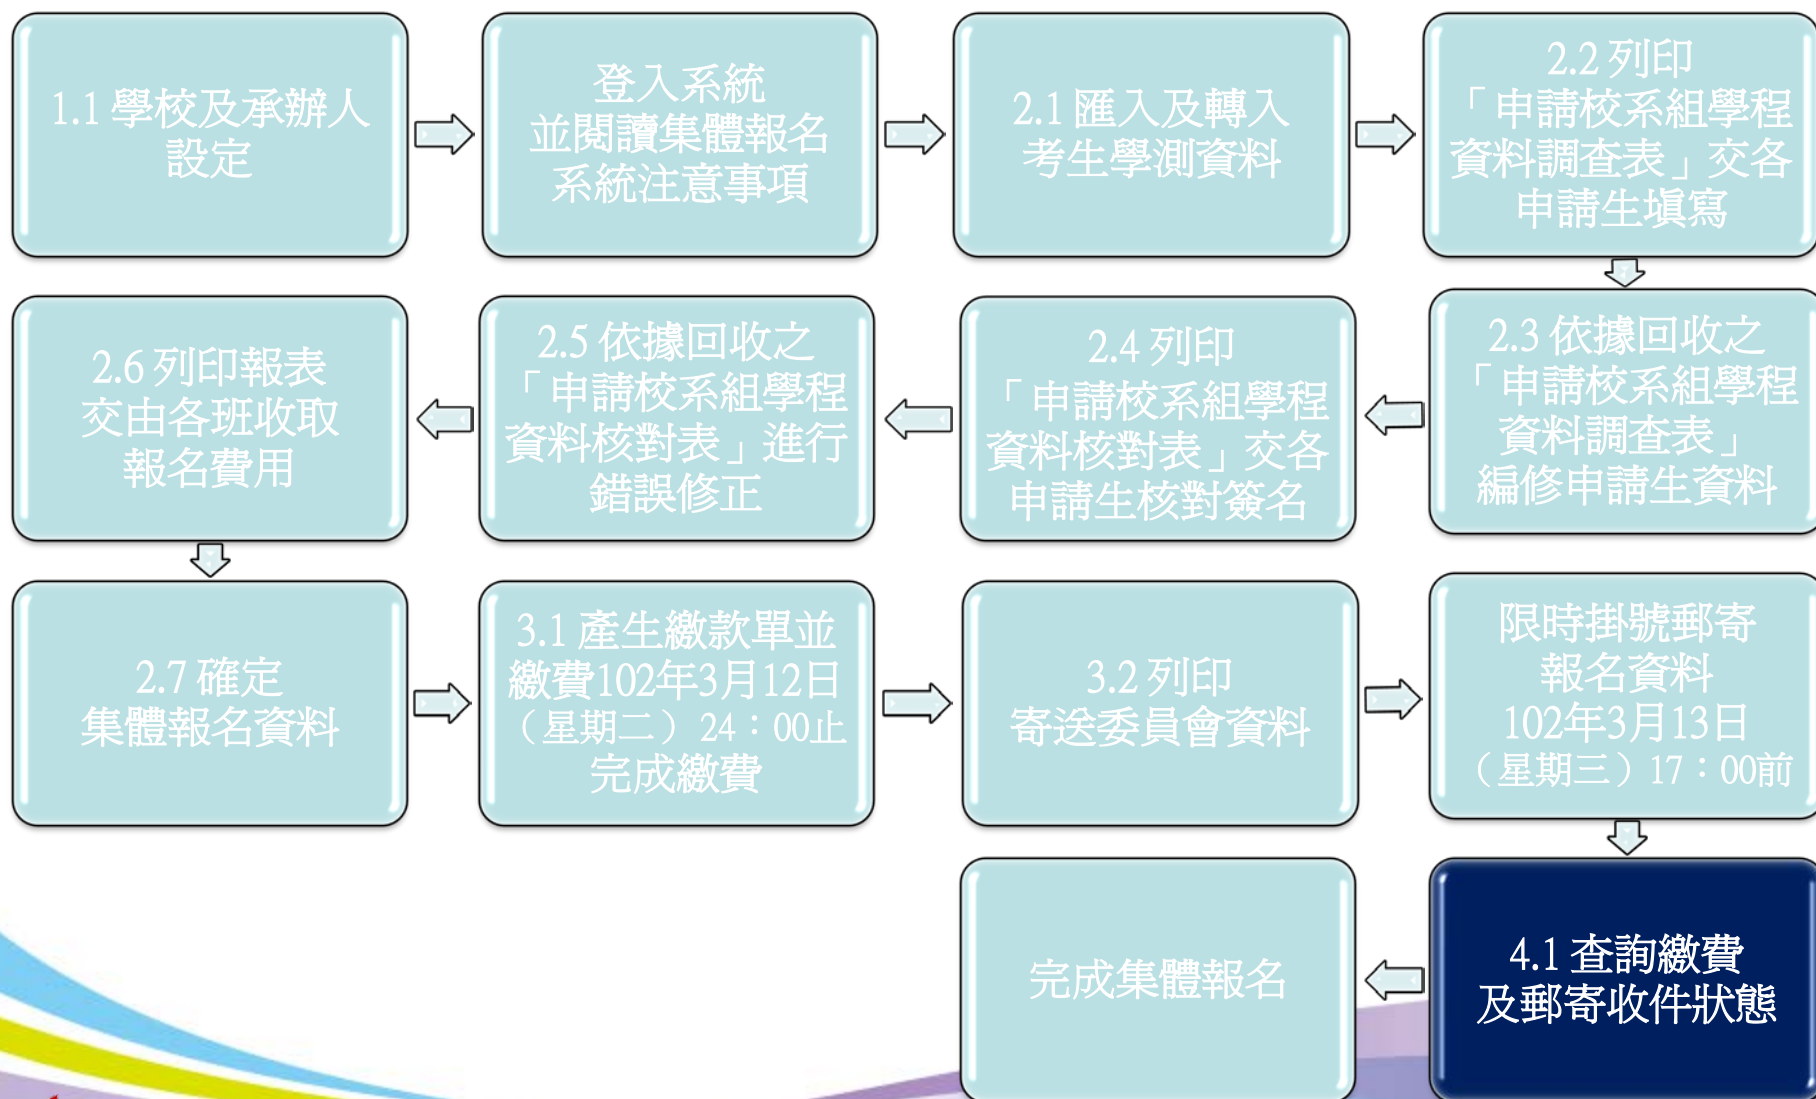 1.1 學校及承辦人
設定
登入系統
並閱讀集體報名
系統注意事項
2.1 匯入及轉入
考生學測資料
2.2 列印
「申請校系組學程
資料調查表」交各
申請生填寫
2.3 依據回收之
「申請校系組學程
資料調查表」
編修申請生資料
2.4 列印
「申請校系組學程
資料核對表」交各
申請生核對簽名
2.5 依據回收之
「申請校系組學程
資料核對表」進行
錯誤修正
2.6 列印報表
交由各班收取
報名費用
2.7 確定
集體報名資料
3.1 產生繳款單並
繳費102年3月12日
（星期二）24：00止
完成繳費
3.2 列印
寄送委員會資料
限時掛號郵寄
報名資料
102年3月13日
（星期三）17：00前
4.1 查詢繳費
及郵寄收件狀態
完成集體報名